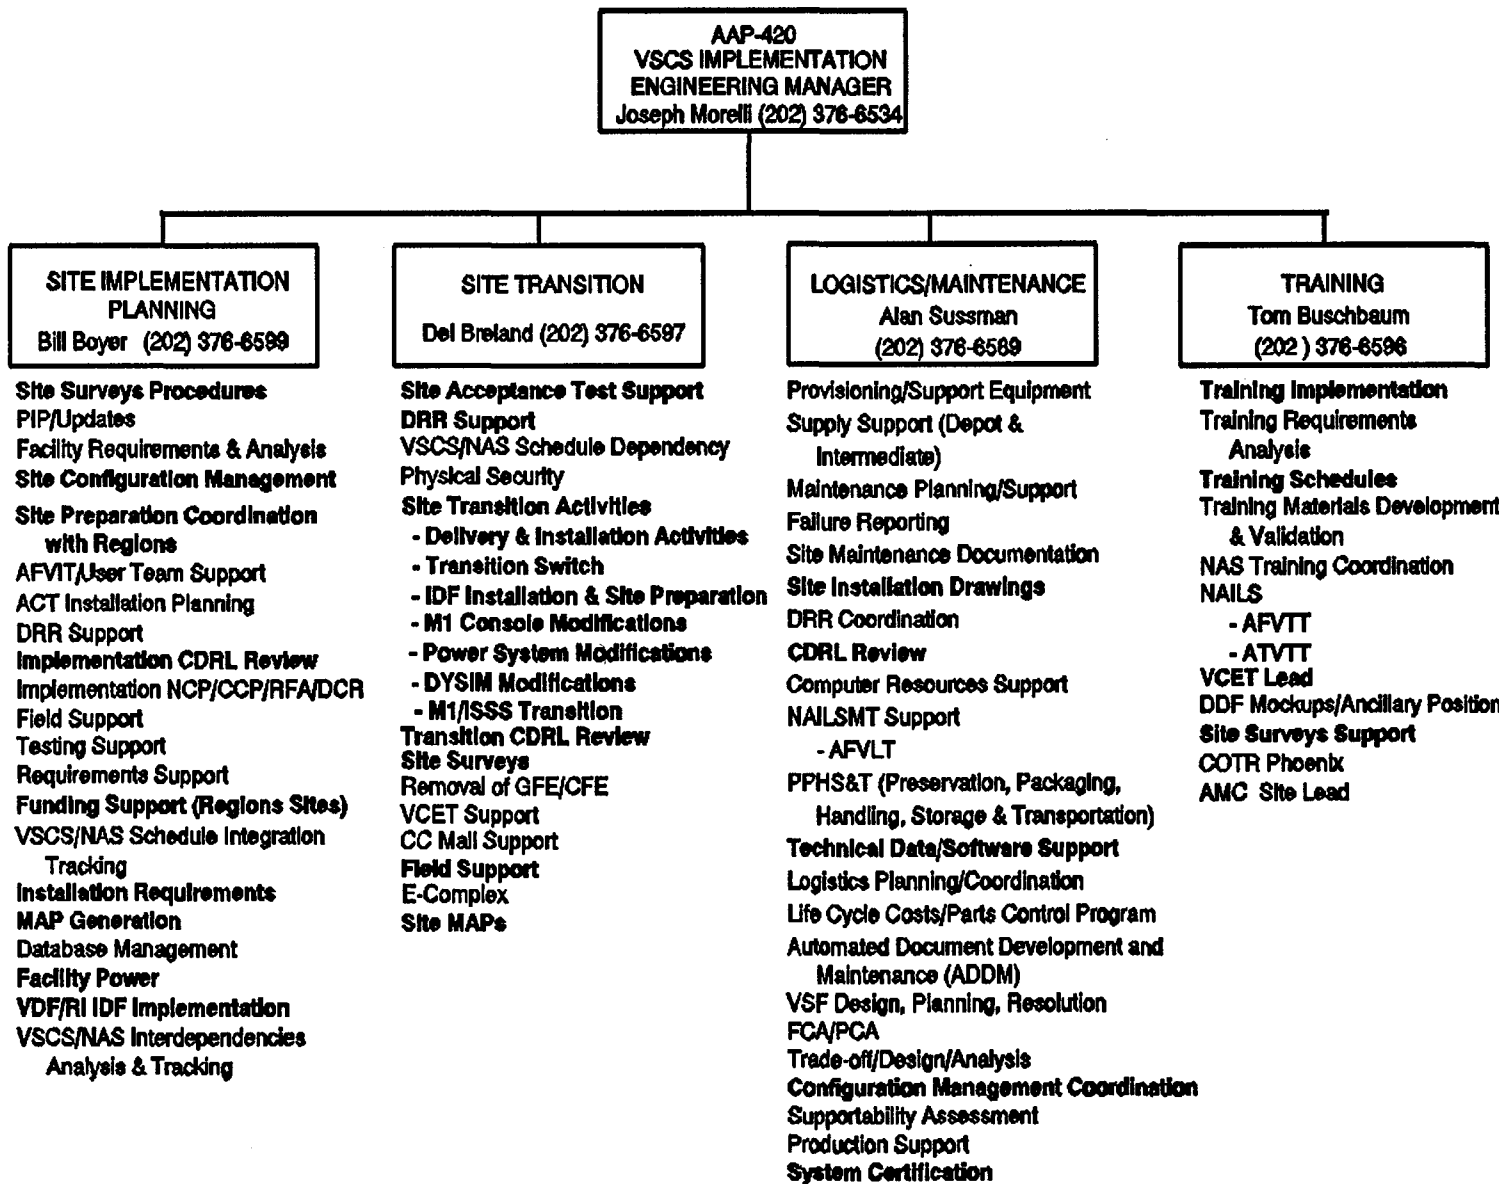 AAP-420
VSCS IMPLEMENTATION
ENGINEERING MANAGER
Joseph Morelli (202) 376-6534
SITE IMPLEMENTATION
PLANNING
Bill Boyer (202) 376-6599
Site Surveys Procedures
PIP/Updates
Facility Requirements & Analysis
Site Configuration Management
Site Preparation Coordination
with Regions
AFVIT/User Team Support
ACT Installation Planning
DRR Support
Implementation CDRL Review
Implementation NCP/CCP/RFA/DCR
Field Support
Testing Support
Requirements Support
Funding Support (Regions Sites)
VSCS/NAS Schedule Integration
Tracking
Installation Requirements
MAP Generation
Database Management
Facility Power
VDF/RI IDF Implementation
VSCS/NAS Interdependencies
Analysis & Tracking
SITE TRANSITION
Del Breland (202) 376-6597
Site Acceptance Test Support
DRR Support
VSCS/NAS Schedule Dependency
Physical Security
Site Transition Activities
- Delivery & Installation Activities
- Transition Switch
- IDF Installation & Site Preparation
- M1 Console Modifications
- Power System Modifications
- DYSIM Modifications
- M1/ISSS Transition
Transition CDRL Review
Site Surveys
Removal of GFE/CFE
VCET Support
CC Mail Support
Field Support
E-Complex
Site MAPs
LOGISTICS/MAINTENANCE
Alan Sussman
(202) 376-6569
Provisioning/Support Equipment
Supply Support (Depot &
Intermediate)
Maintenance Planning/Support
Failure Reporting
Site Maintenance Documentation
Site Installation Drawings
DRR Coordination
CDRL Review
Computer Resources Support
NAILSMT Support
- AFVLT
PPHS&T (Preservation, Packaging,
Handling, Storage & Transportation)
Technical Data/Software Support
Logistics Planning/Coordination
Life Cycle Costs/Parts Control Program
Automated Document Development and
Maintenance (ADDM)
VSF Design, Planning, Resolution
FCA/PCA
Trade-off/Design/Analysis
Configuration Management Coordination
Supportability Assessment
Production Support
System Certification
TRAINING
Tom Buschbaum
(202 ) 376-6596
Training Implementation
Training Requirements
Analysis
Training Schedules
Training Materials Development
& Validation
NAS Training Coordination
NAILS
- AFVTT
- ATVTT
VCET Lead
DDF Mockups/Ancillary Position
Site Surveys Support
COTR Phoenix
AMC Site Lead